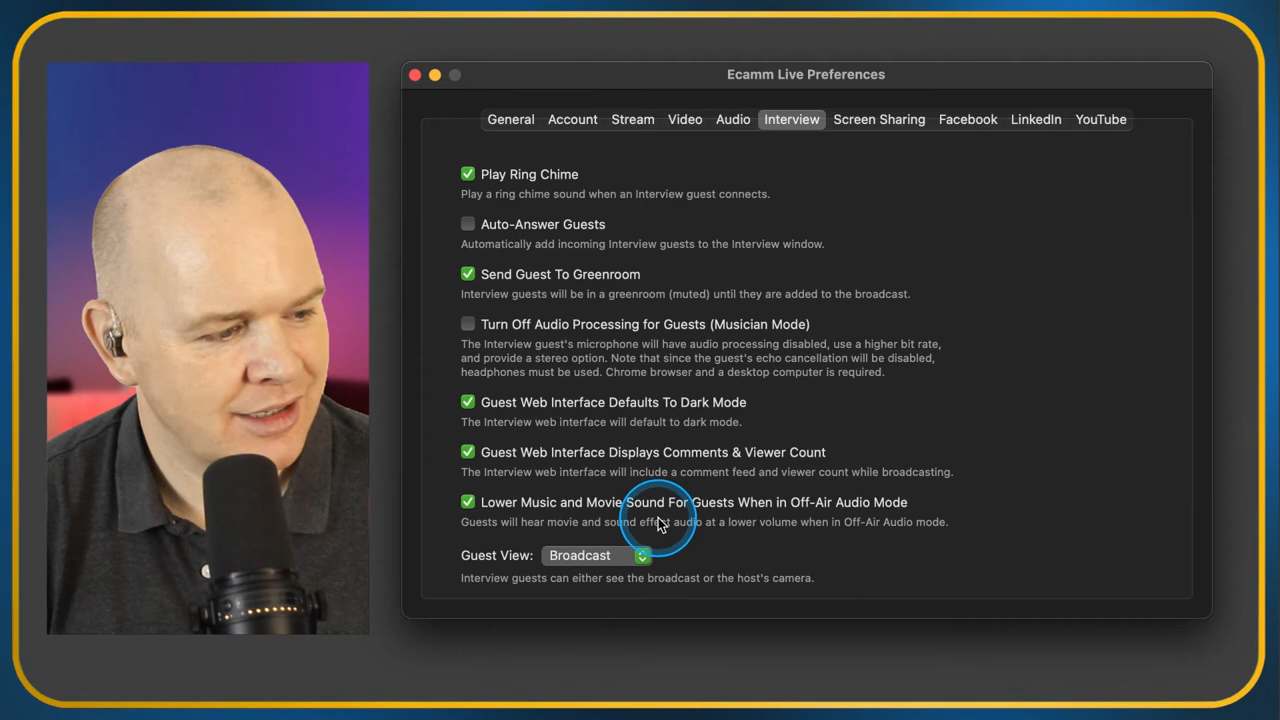 Ecamm Live Preferences
General Account Stream Video Audio Interview Screen Sharing Facebook LinkedIn YouTube
Play Ring Chime
Play a ring chime sound when an Interview guest connects.
Auto-Answer Guests
Automatically add incoming Interview guests to the Interview window.
Send Guest To Greenroom
Interview guests will be in a greenroom (muted) until they are added to the broadcast.
Turn Off Audio Processing for Guests (Musician Mode)
The Interview guest's microphone will have audio processing disabled, use a higher bit rate,
and provide a stereo option. Note that since the guest's echo cancellation will be disabled,
headphones must be used. Chrome browser and a desktop computer is required.
Guest Web Interface Defaults To Dark Mode
The Interview web interface will default to dark mode.
Guest Web Interface Displays Comments & Viewer Count
The Interview web interface will include a comment feed and viewer count while broadcasting.
Lower Music and Movie Sound For Guests When in Off-Air Audio Mode
Guests will hear movie and sound effect audio at a lower volume when in Off-Air Audio mode.
Guest View: Broadcast
Interview guests can either see the broadcast or the host's camera.